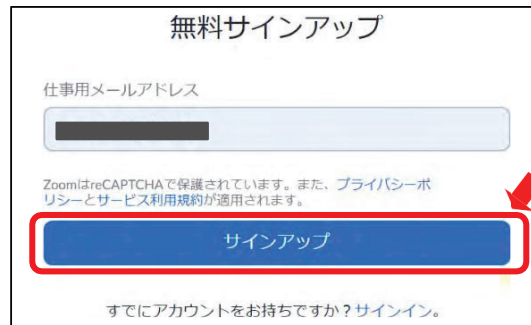 無料サインアップ
仕事用メールアドレス
ZoomはreCAPTCHAで保護されています。また、プライバシーポ
リシーとサービス利用規約が適用されます。
サインアップ
すでにアカウントをお持ちですか？サインイン。